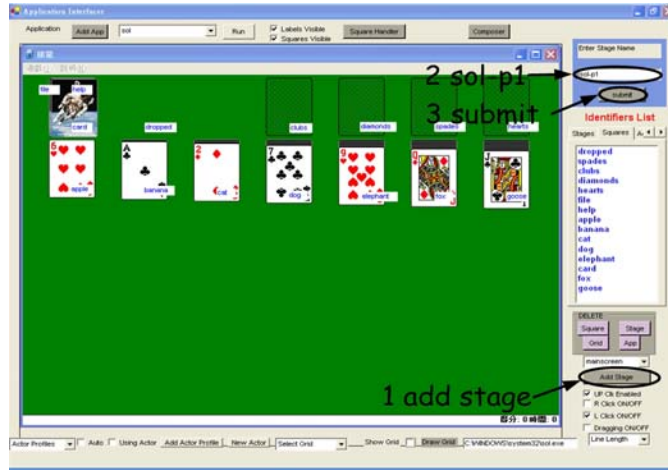 Application Interfacer
Application
Add App
sol
Run
Labels Visible
Squares Visible
Square Handler
Composer
Enter Stage Name
2 sol-p1
sol-p1
3 submit
submit
file
help
card
dropped
clubs
diamonds
spades
hearts
6
A
2
7
9
Q
J
apple
banana
cat
dog
elephant
fox
goose
Identifiers List
Stages
Squares
dropped
spades
clubs
diamonds
hearts
file
help
apple
banana
cat
dog
elephant
card
fox
goose
DELETE
Square
Stage
Grid
App
mainscreen
1 add stage
Add Stage
UP Clk Enabled
R Click ON/OFF
L Click ON/OFF
Dragging ON/OFF
Line Length
Actor Profiles
Auto
Using Actor
Add Actor Profile
New Actor
Select Grid
Show Grid
Draw Grid
C:\WINDOWS\system32\sol.exe